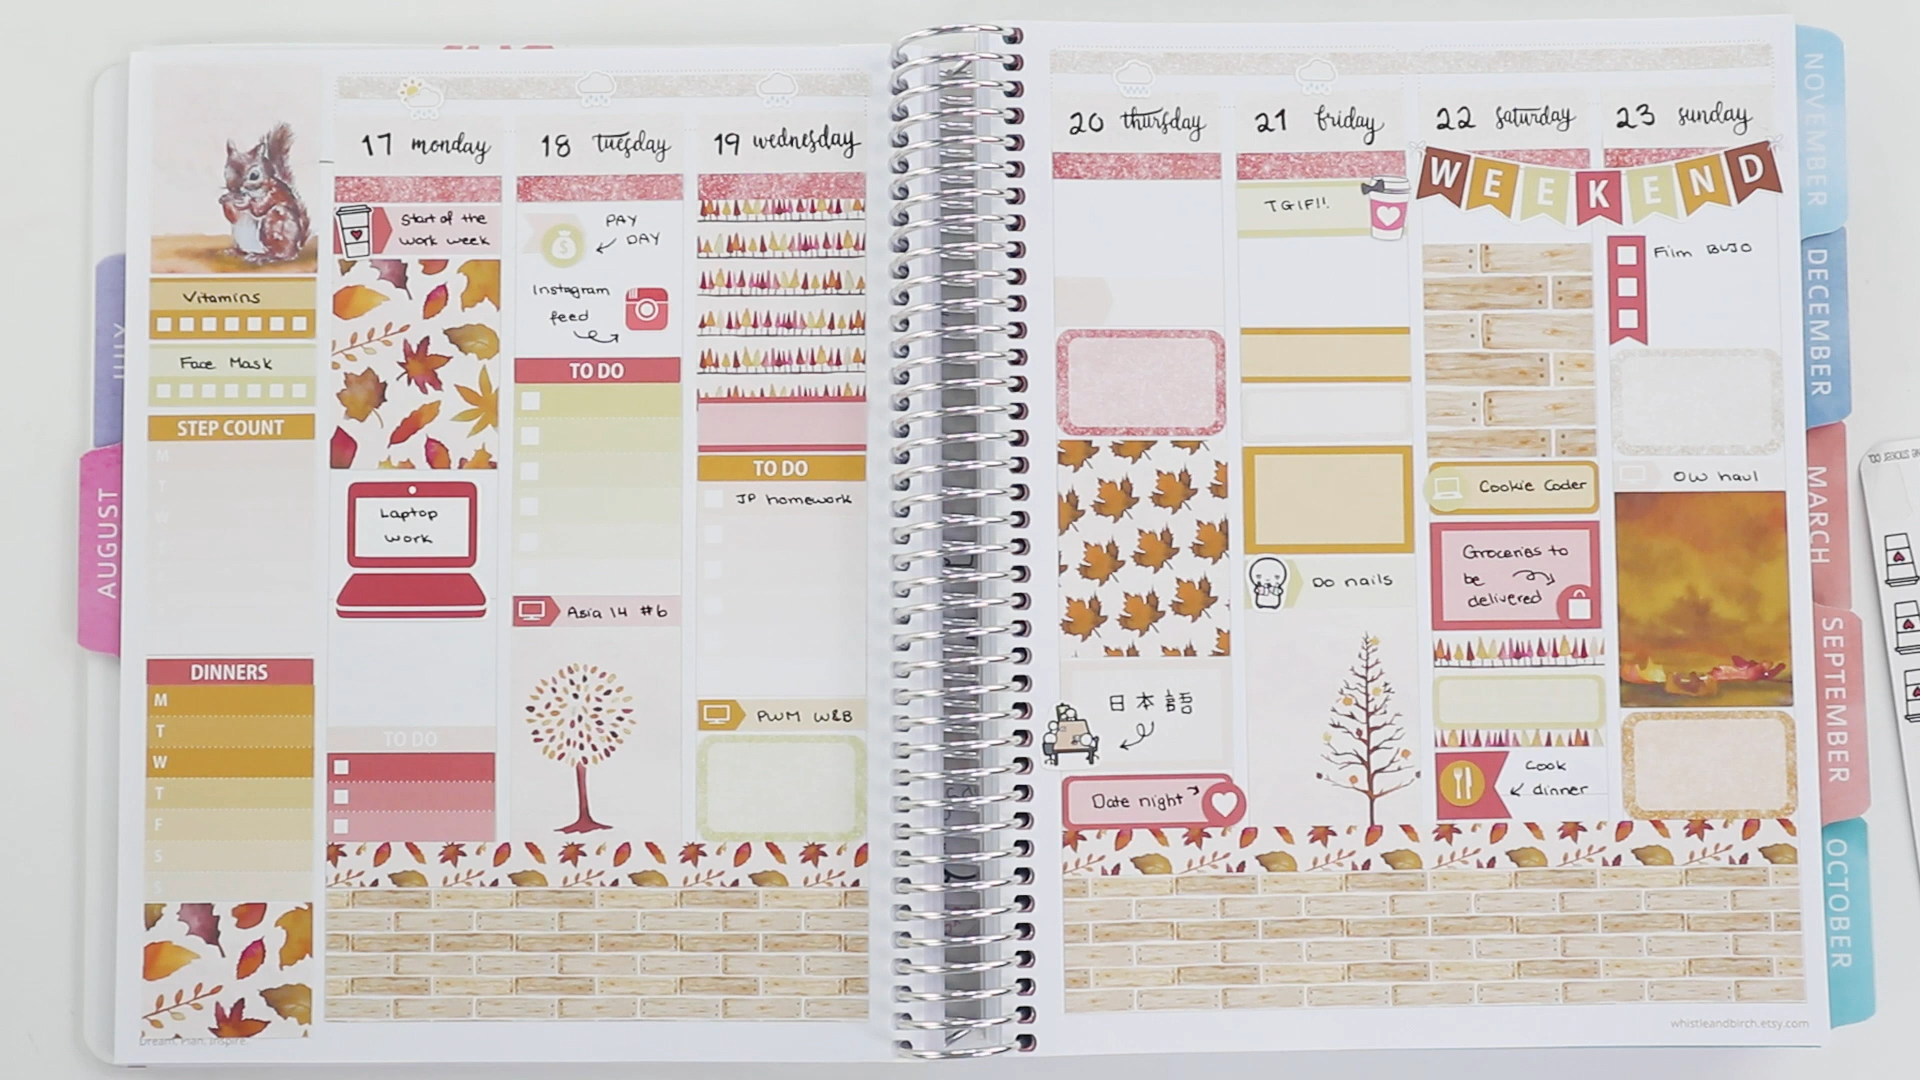 17 monday
18 tuesday
19 wednesday
20 thursday
21 friday
22 saturday
23 sunday
Vitamins
Face Mask
STEP COUNT
M
T
W
DINNERS
M
T
W
T
F
S
S
Dream. Plan. Inspire.
Start of the
work week
Laptop
work
TO DO
PAY
DAY
Instagram
feed
TO DO
Asia 14 #6
TO DO
JP homework
PWM W&B
日本語
Date night
TGIF!!
Do nails
WEEKEND
Cookie Coder
Groceries to
be
delivered
Cook
dinner
Film BUJO
OW haul
whistleandbirch.etsy.com
JULY
AUGUST
NOVEMBER
DECEMBER
MARCH
SEPTEMBER
OCTOBER